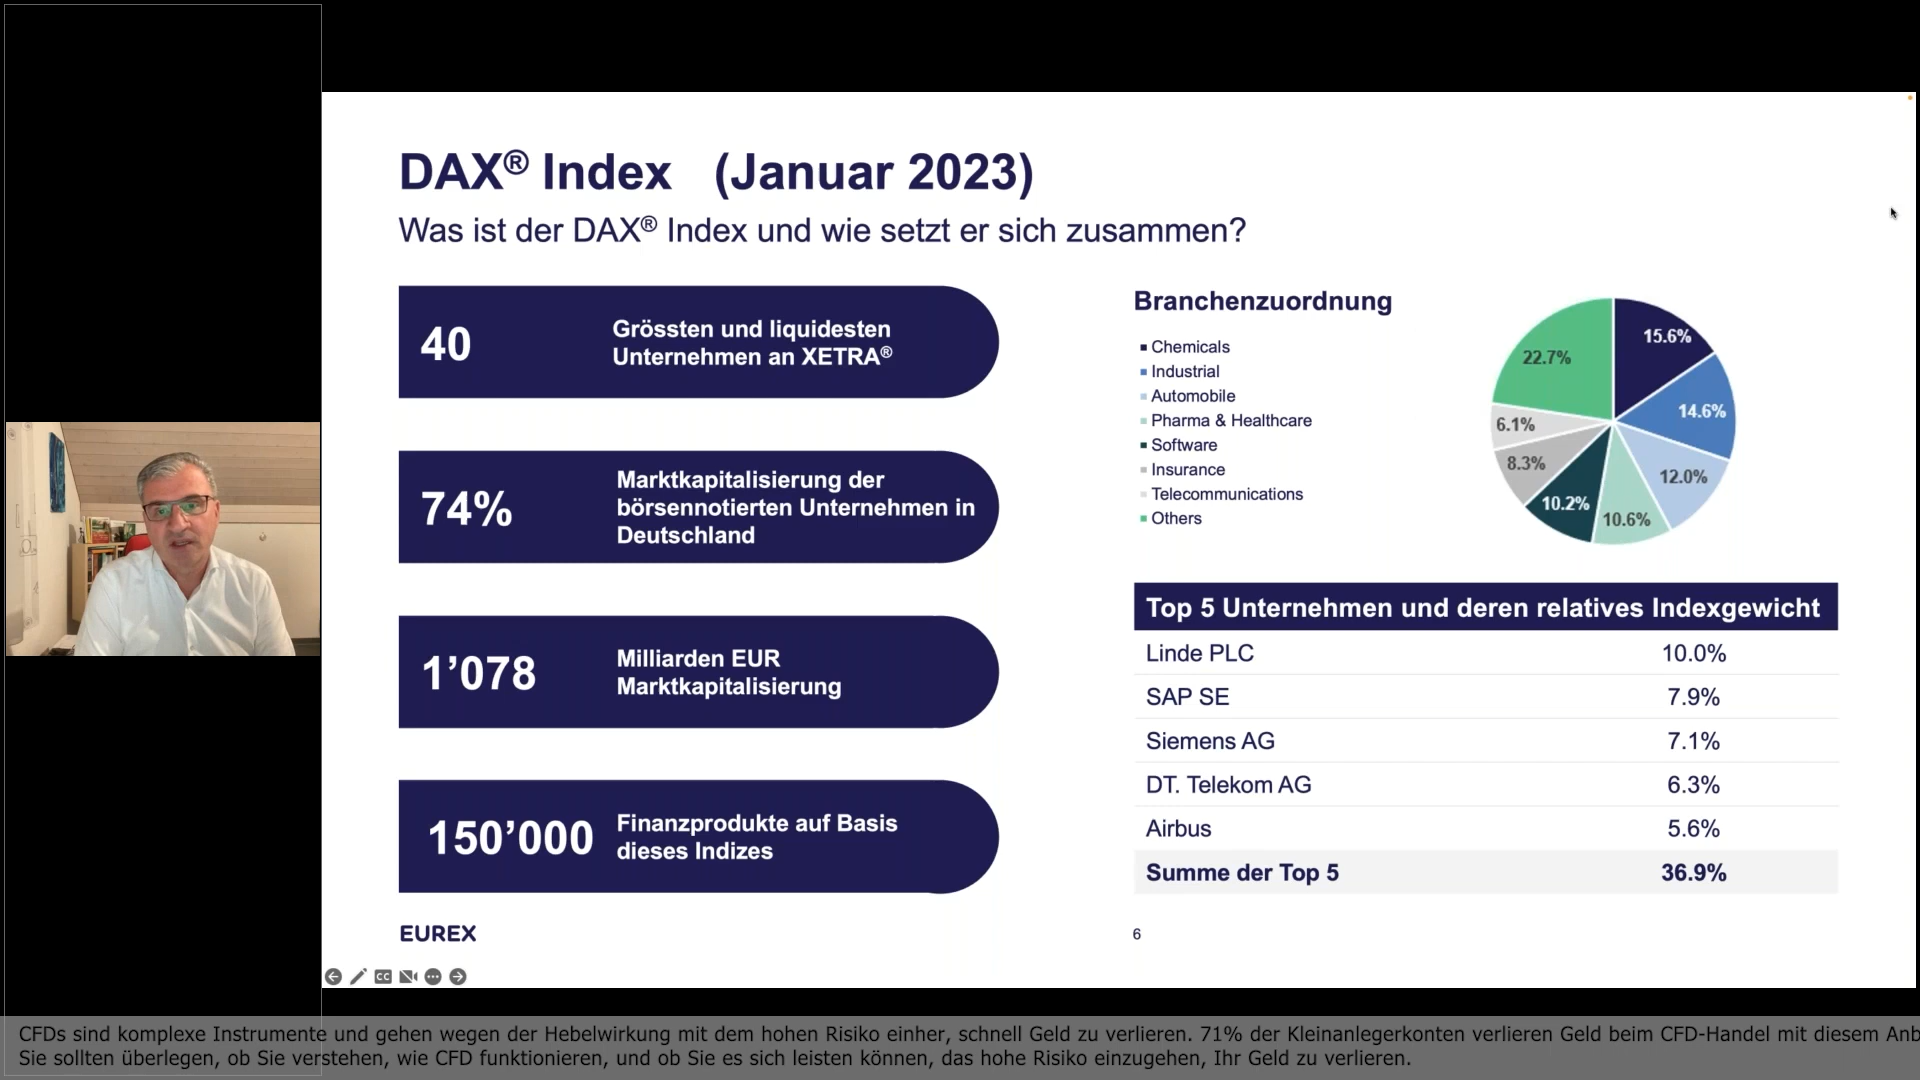 DAX® Index (Januar 2023)
Was ist der DAX® Index und wie setzt er sich zusammen?
40
Grössten und liquidesten
Unternehmen an XETRA®
74%
Marktkapitalisierung der
börsennotierten Unternehmen in
Deutschland
1’078
Milliarden EUR
Marktkapitalisierung
150’000
Finanzprodukte auf Basis
dieses Indizes
EUREX
Branchenzuordnung
Chemicals
Industrial
Automobile
Pharma & Healthcare
Software
Insurance
Telecommunications
Others
15.6%
14.6%
12.0%
10.6%
10.2%
8.3%
6.1%
22.7%
Top 5 Unternehmen und deren relatives Indexgewicht
Linde PLC 10.0%
SAP SE 7.9%
Siemens AG 7.1%
DT. Telekom AG 6.3%
Airbus 5.6%
Summe der Top 5 36.9%
6
CC
CFDs sind komplexe Instrumente und gehen wegen der Hebelwirkung mit dem hohen Risiko einher, schnell Geld zu verlieren. 71% der Kleinanlegerkonten verlieren Geld beim CFD-Handel mit diesem Anb
Sie sollten überlegen, ob Sie verstehen, wie CFD funktionieren, und ob Sie es sich leisten können, das hohe Risiko einzugehen, Ihr Geld zu verlieren.